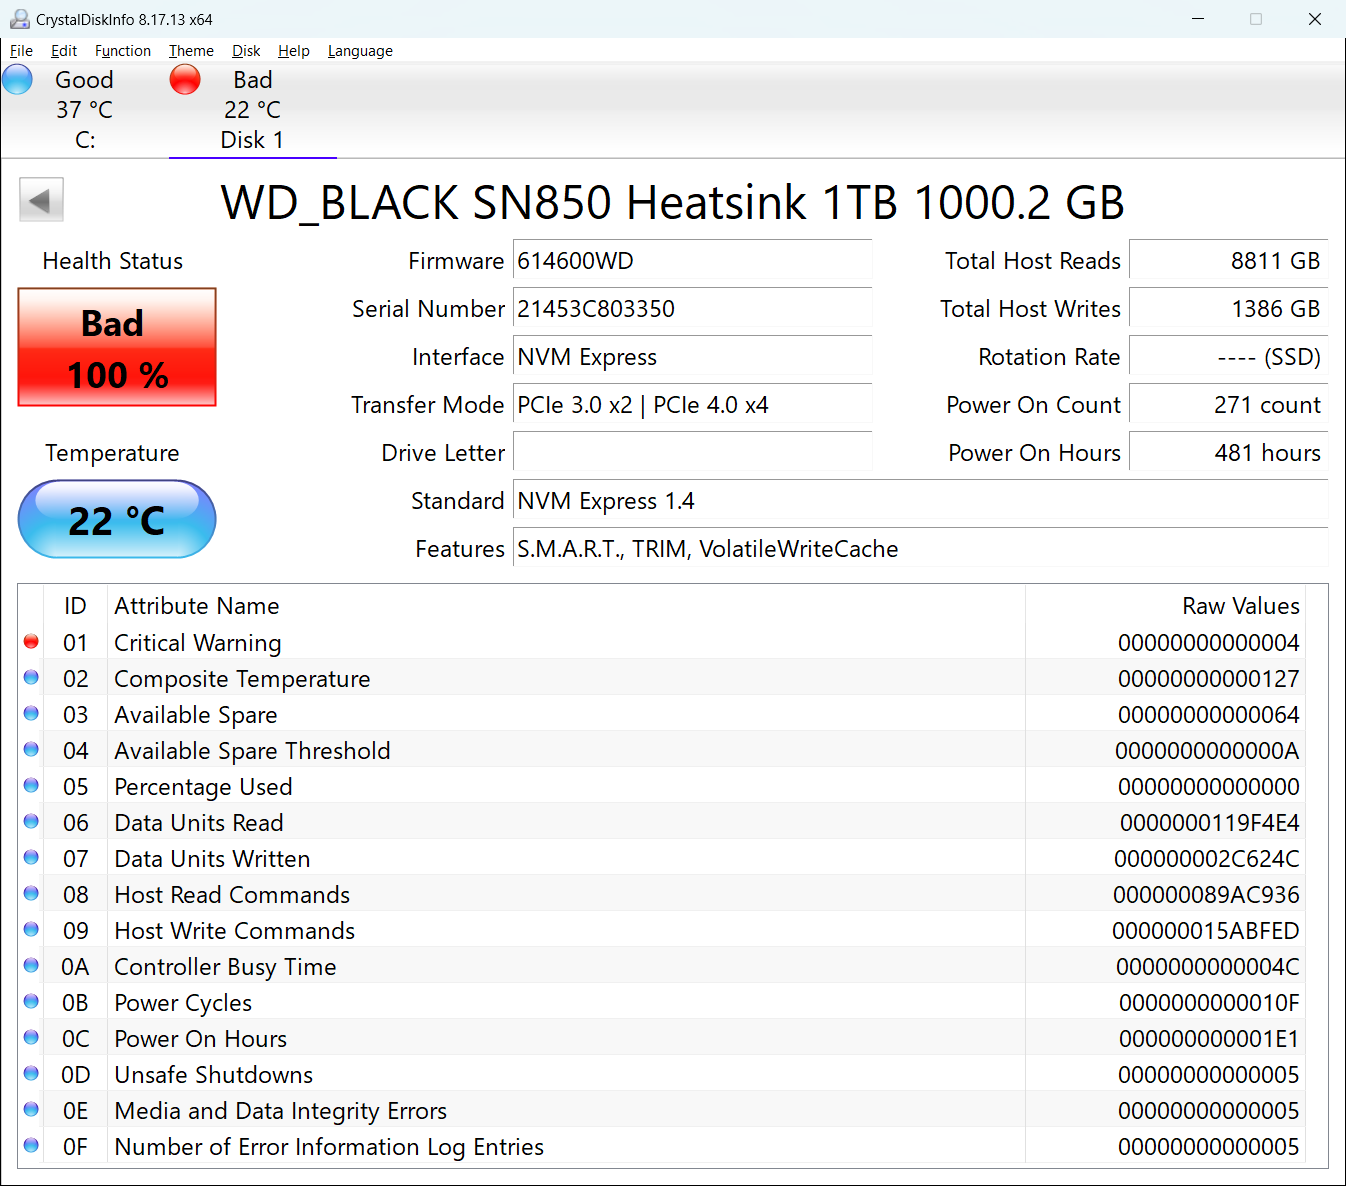 CrystalDiskInfo 8.17.13 x64
File Edit Function Theme Disk Help Language
Good Bad
37 °C 22 °C
C: Disk 1
WD_BLACK SN850 Heatsink 1TB 1000.2 GB
Health Status Firmware 614600WD Total Host Reads 8811 GB
Bad Serial Number 21453C803350 Total Host Writes 1386 GB
100 % Interface NVM Express Rotation Rate ---- (SSD)
Transfer Mode PCIe 3.0 x2 | PCIe 4.0 x4 Power On Count 271 count
Temperature Drive Letter Power On Hours 481 hours
22 °C Standard NVM Express 1.4
Features S.M.A.R.T., TRIM, VolatileWriteCache
ID Attribute Name Raw Values
01 Critical Warning 00000000000004
02 Composite Temperature 00000000000127
03 Available Spare 00000000000064
04 Available Spare Threshold 0000000000000A
05 Percentage Used 00000000000000
06 Data Units Read 0000000119F4E4
07 Data Units Written 000000002C624C
08 Host Read Commands 000000089AC936
09 Host Write Commands 000000015ABFED
0A Controller Busy Time 0000000000004C
0B Power Cycles 0000000000010F
0C Power On Hours 000000000001E1
0D Unsafe Shutdowns 00000000000005
0E Media and Data Integrity Errors 00000000000005
0F Number of Error Information Log Entries 00000000000005